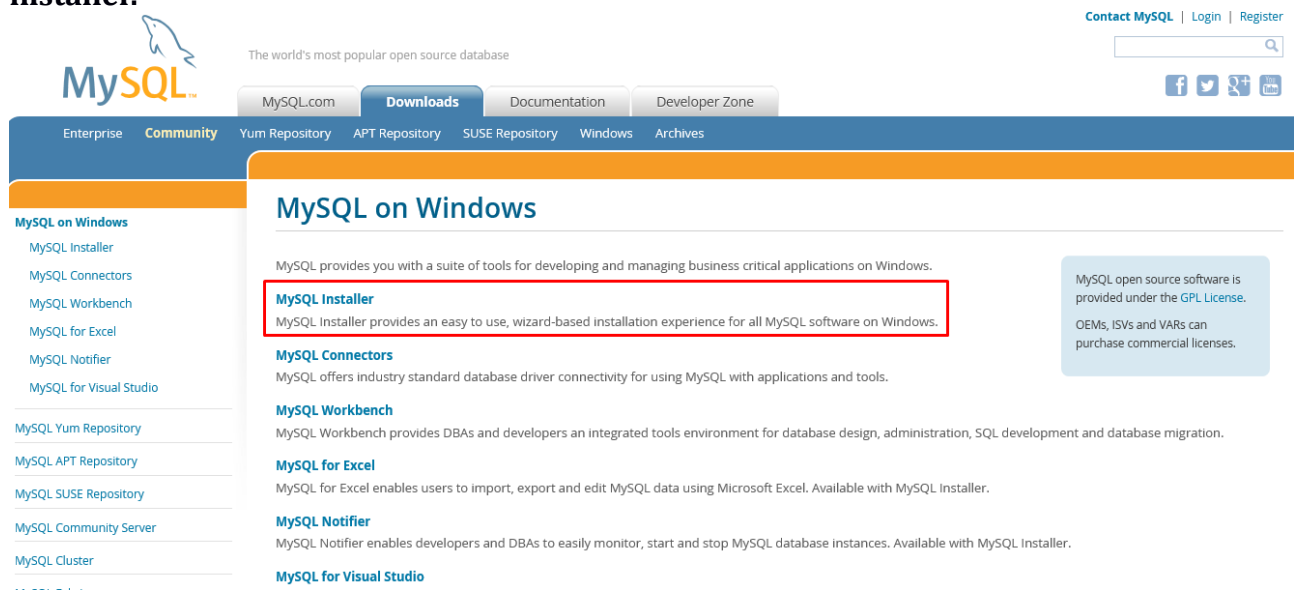 installer.
Contact MySQL | Login | Register
MySQL™
The world's most popular open source database
MySQL.com Downloads Documentation Developer Zone
Enterprise Community Yum Repository APT Repository SUSE Repository Windows Archives
MySQL on Windows
MySQL Installer
MySQL Connectors
MySQL Workbench
MySQL for Excel
MySQL Notifier
MySQL for Visual Studio
MySQL Yum Repository
MySQL APT Repository
MySQL SUSE Repository
MySQL Community Server
MySQL Cluster
MySQL on Windows
MySQL provides you with a suite of tools for developing and managing business critical applications on Windows.
MySQL Installer
MySQL Installer provides an easy to use, wizard-based installation experience for all MySQL software on Windows.
MySQL Connectors
MySQL offers industry standard database driver connectivity for using MySQL with applications and tools.
MySQL Workbench
MySQL Workbench provides DBAs and developers an integrated tools environment for database design, administration, SQL development and database migration.
MySQL for Excel
MySQL for Excel enables users to import, export and edit MySQL data using Microsoft Excel. Available with MySQL Installer.
MySQL Notifier
MySQL Notifier enables developers and DBAs to easily monitor, start and stop MySQL database instances. Available with MySQL Installer.
MySQL for Visual Studio
MySQL open source software is
provided under the GPL License.
OEMs, ISVs and VARs can
purchase commercial licenses.